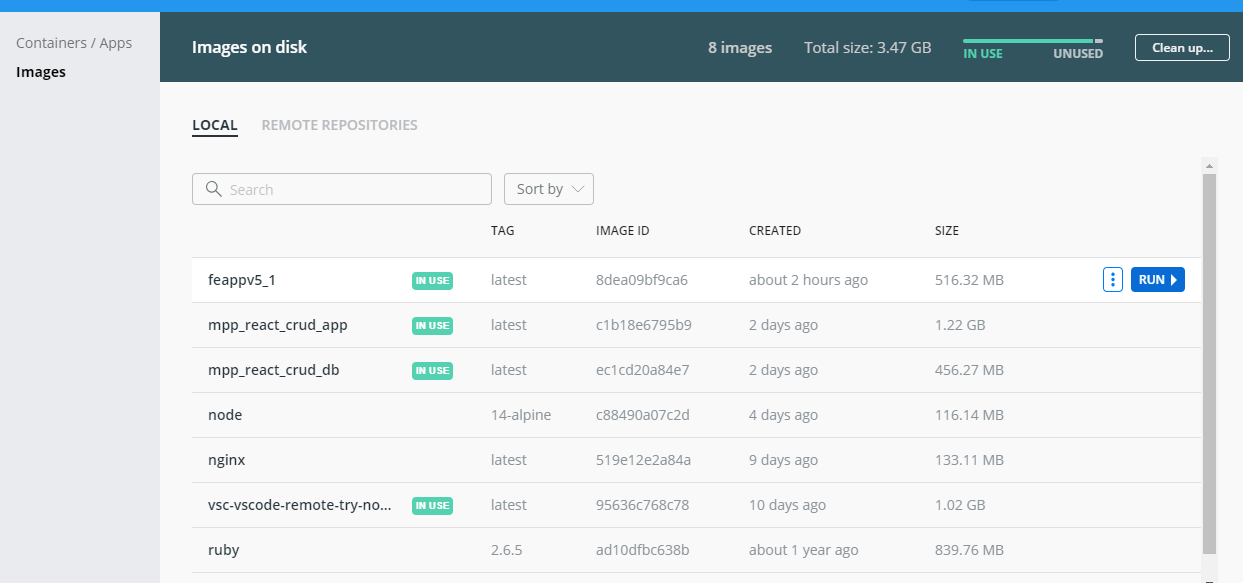 Containers / Apps
Images
Images on disk
8 images
Total size: 3.47 GB
IN USE
UNUSED
Clean up...
LOCAL
REMOTE REPOSITORIES
Search
Sort by
TAG IMAGE ID CREATED SIZE
feappv5_1 IN USE latest 8dea09bf9ca6 about 2 hours ago 516.32 MB RUN
mpp_react_crud_app IN USE latest c1b18e6795b9 2 days ago 1.22 GB
mpp_react_crud_db IN USE latest ec1cd20a84e7 2 days ago 456.27 MB
node 14-alpine c88490a07c2d 4 days ago 116.14 MB
nginx latest 519e12e2a84a 9 days ago 133.11 MB
vsc-vscode-remote-try-no... IN USE latest 95636c768c78 10 days ago 1.02 GB
ruby 2.6.5 ad10dfbc638b about 1 year ago 839.76 MB